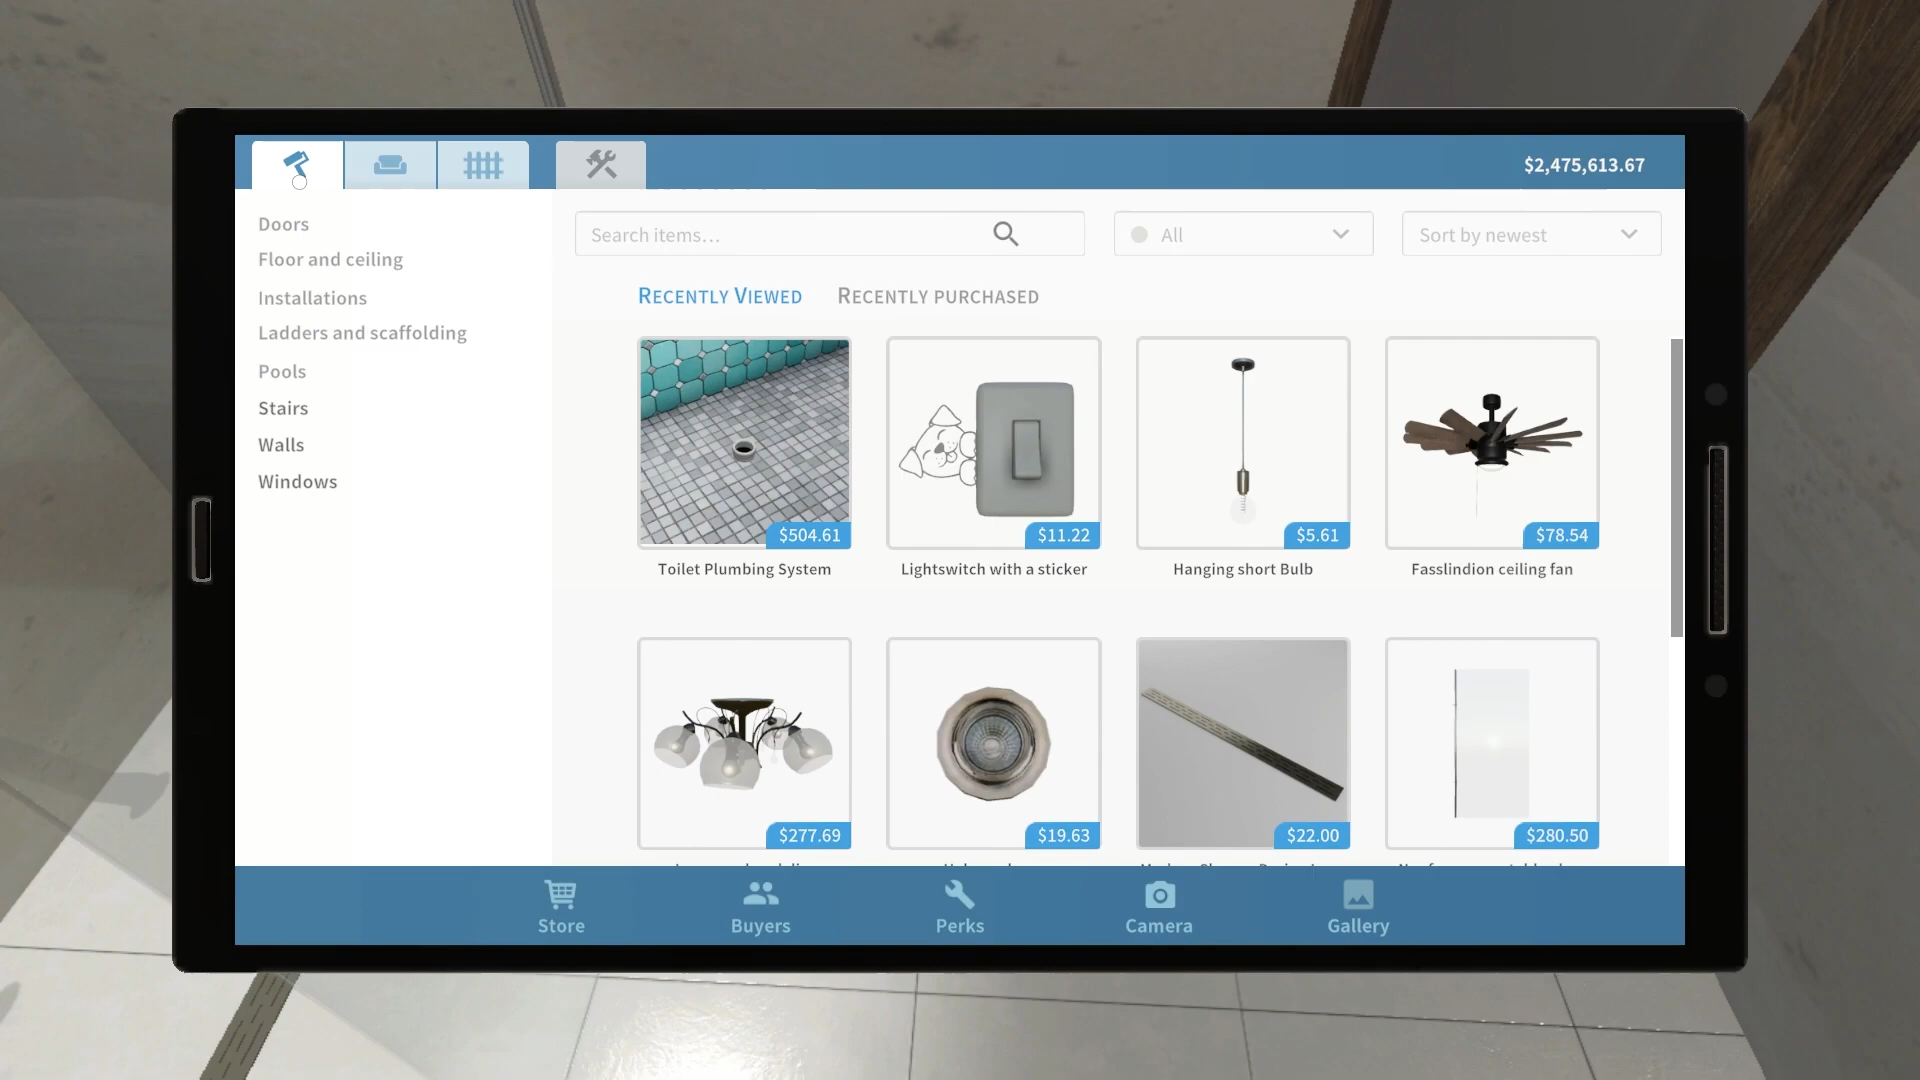 $2,475,613.67
Doors
Floor and ceiling
Installations
Ladders and scaffolding
Pools
Stairs
Walls
Windows
Search items...
All
Sort by newest
RECENTLY VIEWED
RECENTLY PURCHASED
$504.61
$11.22
$5.61
$78.54
Toilet Plumbing System
Lightswitch with a sticker
Hanging short Bulb
Fasslindion ceiling fan
$277.69
$19.63
$22.00
$280.50
Store
Buyers
Perks
Camera
Gallery